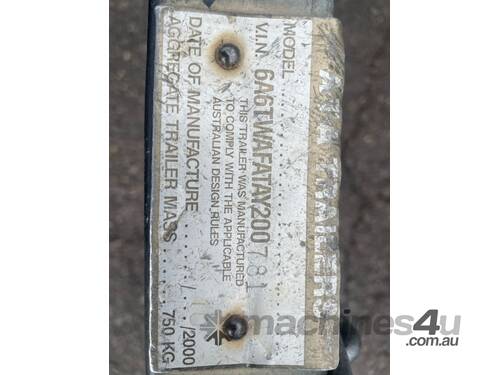 MODEL
V.I.N. 6A6TWAFATAY200781
THIS TRAILER WAS MANUFACTURED
TO COMPLY WITH THE APPLICABLE
AUSTRALIAN DESIGN RULES
DATE OF MANUFACTURE ...../...../2000
AGGREGATE TRAILER MASS ..... 750 KG
machines4u
.com.au